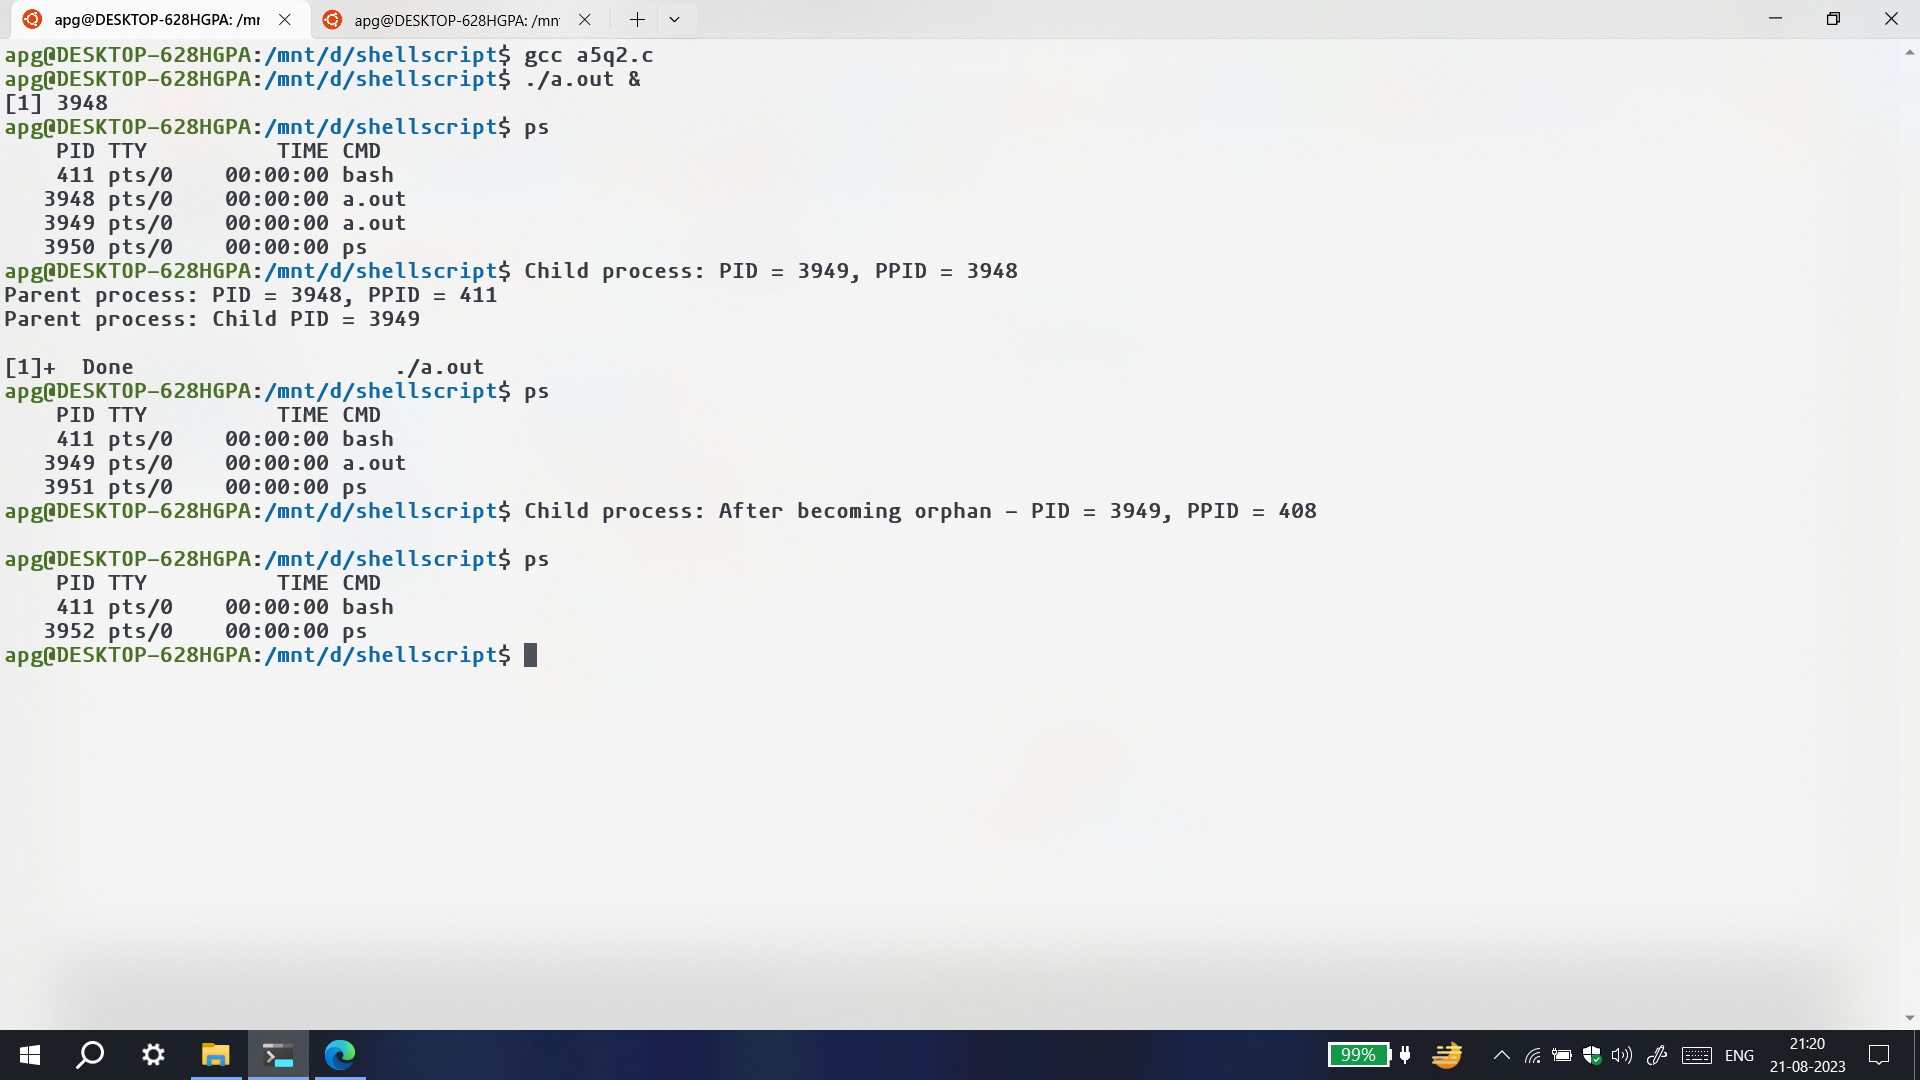 apg@DESKTOP-628HGPA: /mr
apg@DESKTOP-628HGPA: /mn
apg@DESKTOP-628HGPA:/mnt/d/shellscript$ gcc a5q2.c
apg@DESKTOP-628HGPA:/mnt/d/shellscript$ ./a.out &
[1] 3948
apg@DESKTOP-628HGPA:/mnt/d/shellscript$ ps
    PID TTY          TIME CMD
    411 pts/0    00:00:00 bash
   3948 pts/0    00:00:00 a.out
   3949 pts/0    00:00:00 a.out
   3950 pts/0    00:00:00 ps
apg@DESKTOP-628HGPA:/mnt/d/shellscript$ Child process: PID = 3949, PPID = 3948
Parent process: PID = 3948, PPID = 411
Parent process: Child PID = 3949
[1]+  Done                    ./a.out
apg@DESKTOP-628HGPA:/mnt/d/shellscript$ ps
    PID TTY          TIME CMD
    411 pts/0    00:00:00 bash
   3949 pts/0    00:00:00 a.out
   3951 pts/0    00:00:00 ps
apg@DESKTOP-628HGPA:/mnt/d/shellscript$ Child process: After becoming orphan - PID = 3949, PPID = 408
apg@DESKTOP-628HGPA:/mnt/d/shellscript$ ps
    PID TTY          TIME CMD
    411 pts/0    00:00:00 bash
   3952 pts/0    00:00:00 ps
apg@DESKTOP-628HGPA:/mnt/d/shellscript$
99%
ENG
21:20
21-08-2023